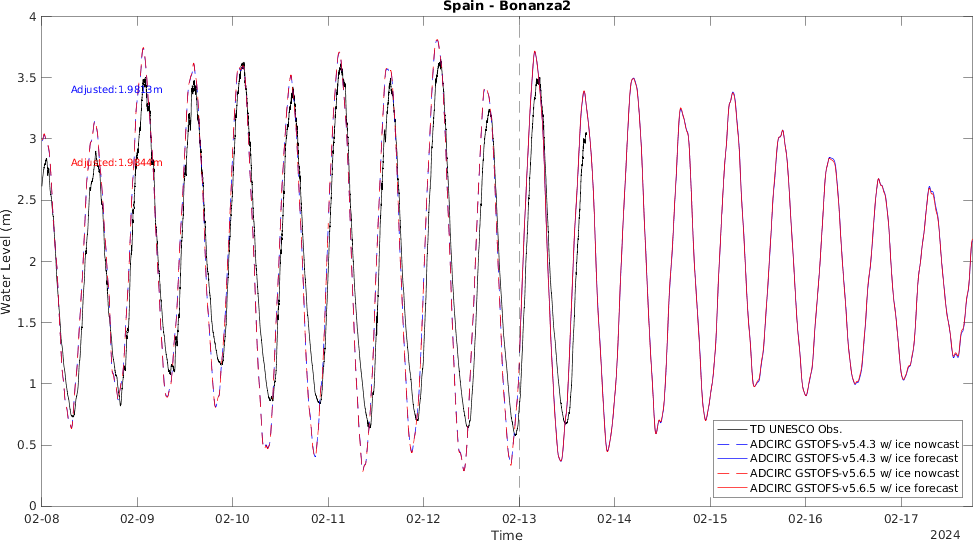 Spain - Bonanza2
4
3.5
3
2.5
2
1.5
1
0.5
0
Water Level (m)
Adjusted:1.9813m
Adjusted:1.9844m
TD UNESCO Obs.
ADCIRC GSTOFS-v5.4.3 w/ ice nowcast
ADCIRC GSTOFS-v5.4.3 w/ ice forecast
ADCIRC GSTOFS-v5.6.5 w/ ice nowcast
ADCIRC GSTOFS-v5.6.5 w/ ice forecast
02-08 02-09 02-10 02-11 02-12 02-13 02-14 02-15 02-16 02-17
Time
2024